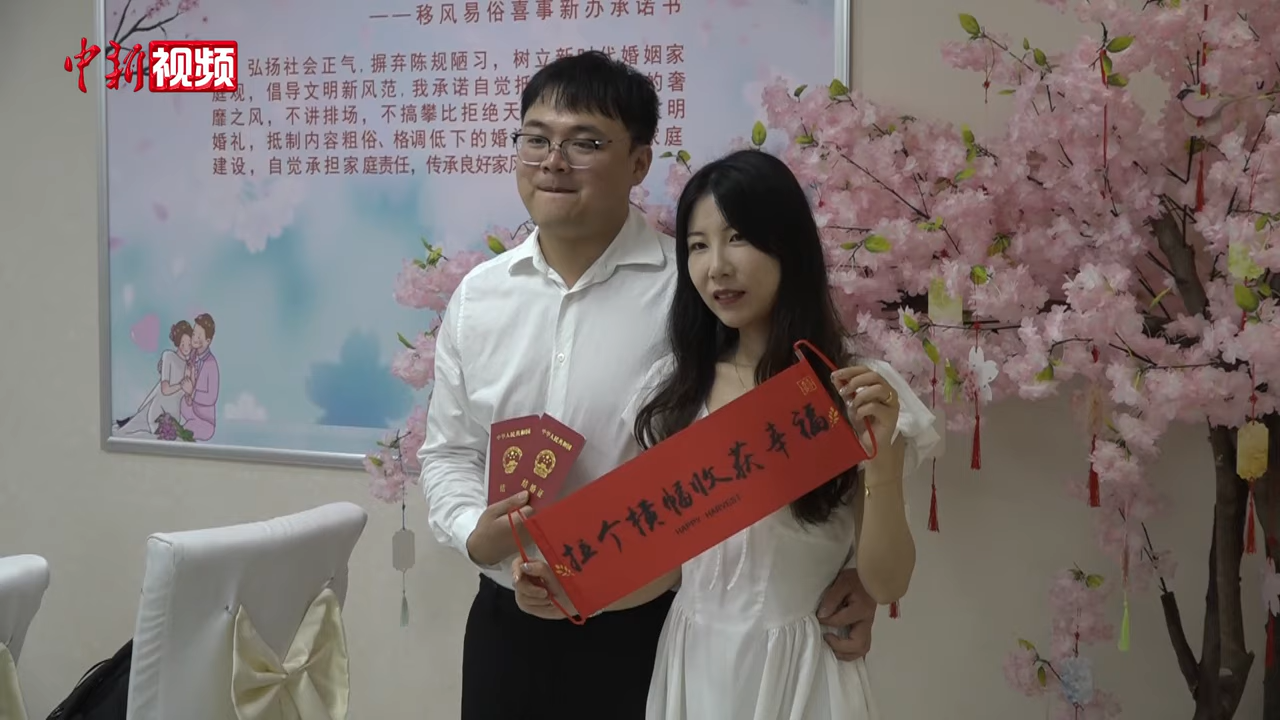 ——移风易俗喜事新办承诺书
中新视频
弘扬社会正气,摒弃陈规陋习,树立新时代婚姻家
庭观,倡导文明新风范,我承诺自觉抵 的奢
靡之风,不讲排场,不搞攀比拒绝天 明
婚礼,抵制内容粗俗、格调低下的婚 庭
建设,自觉承担家庭责任,传承良好家风
中华人民共和国
中华人民共和国
结
结婚证
拉个横幅收获幸福
HAPPY HARVEST